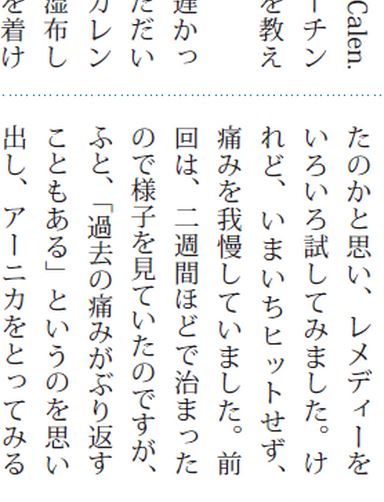 Calen.
ーチン
を教え
遅かっ
ただい
カレン
湿布し
を着け
たのかと思い、レメディーを
いろいろ試してみました。け
れど、いまいちヒットせず、
痛みを我慢していました。前
回は、二週間ほどで治まった
ので様子を見ていたのですが、
ふと、「過去の痛みがぶり返す
こともある」というのを思い
出し、アーニカをとってみる